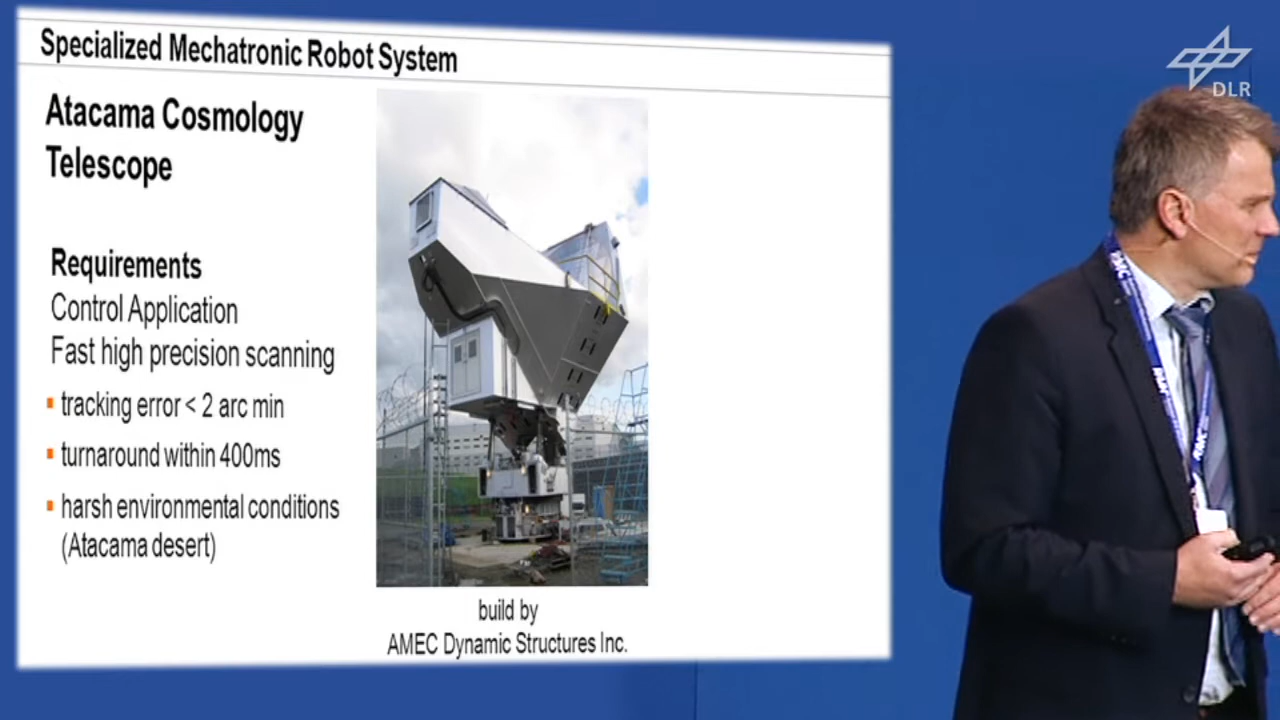 Specialized Mechatronic Robot System
DLR
Atacama Cosmology
Telescope
Requirements
Control Application
Fast high precision scanning
tracking error < 2 arc min
turnaround within 400ms
harsh environmental conditions
(Atacama desert)
build by
AMEC Dynamic Structures Inc.